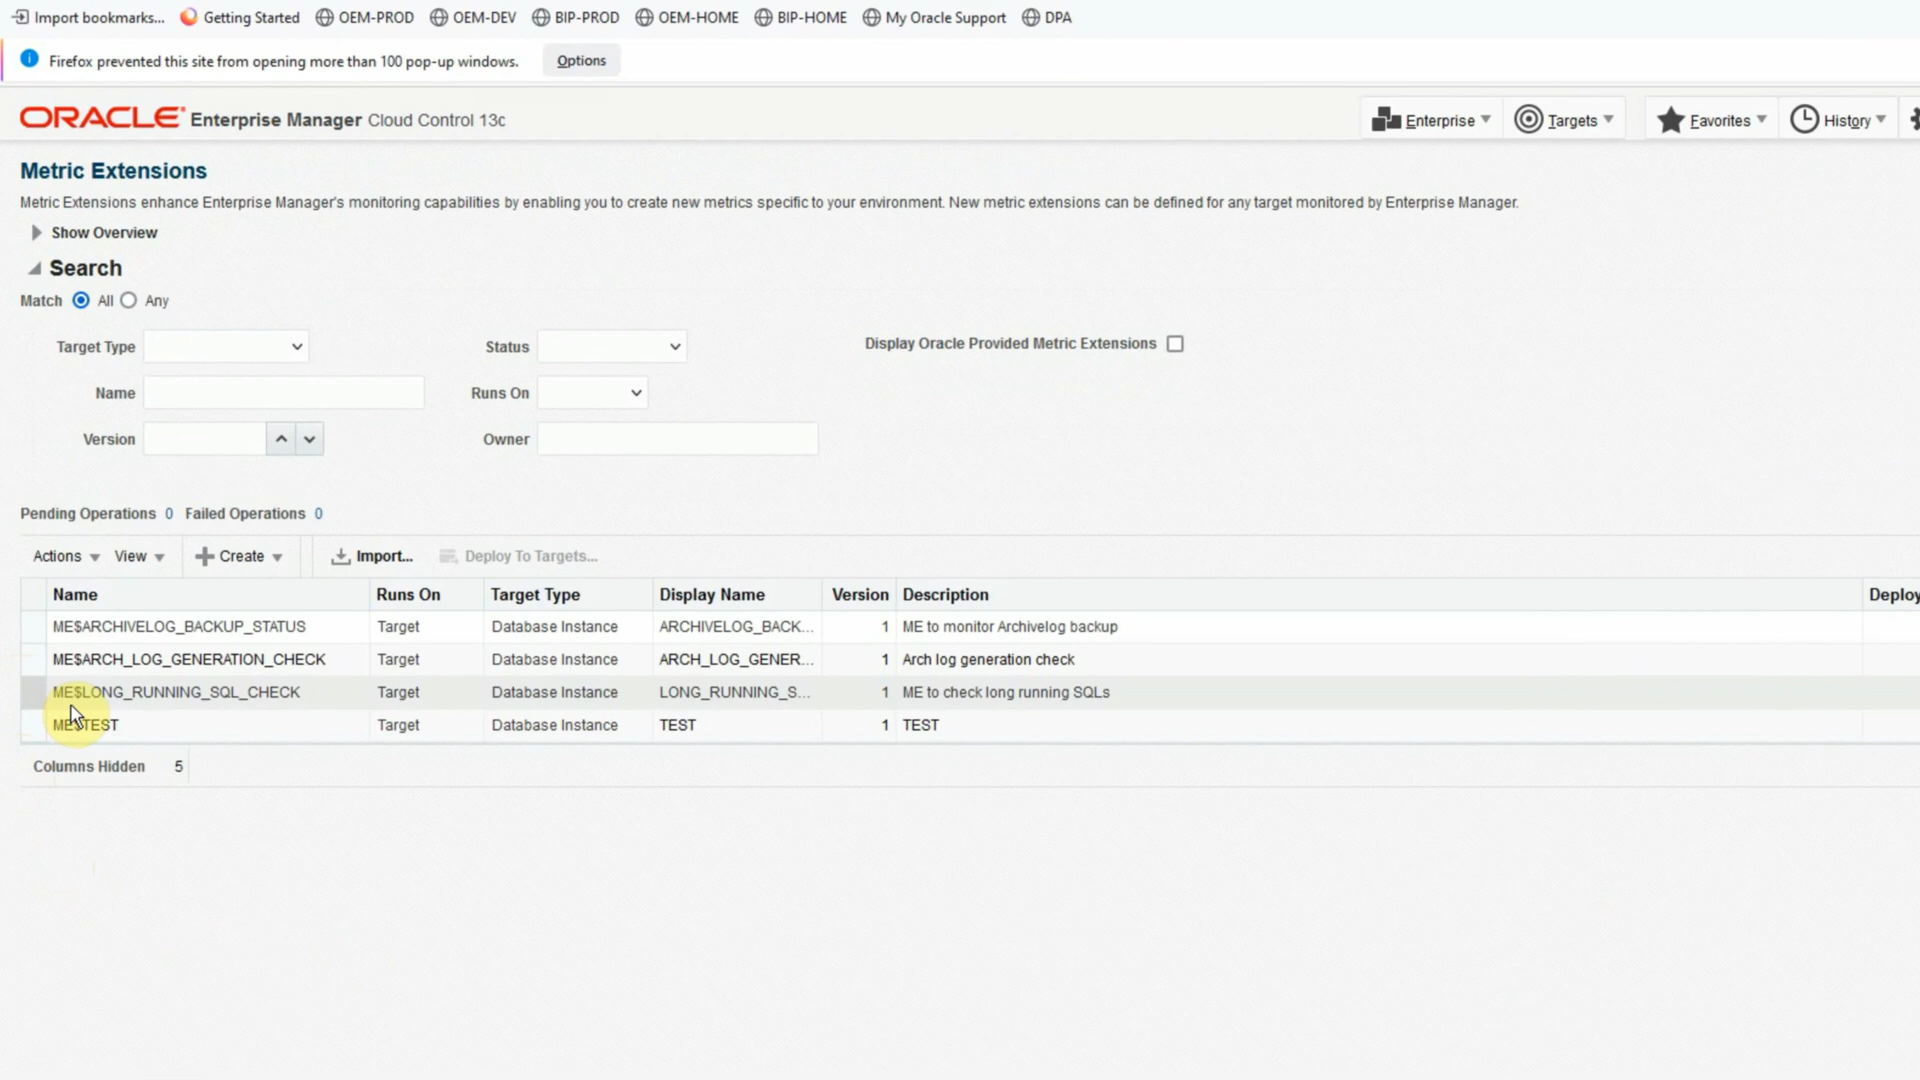 Import bookmarks... Getting Started OEM-PROD OEM-DEV BIP-PROD OEM-HOME BIP-HOME My Oracle Support DPA
Firefox prevented this site from opening more than 100 pop-up windows. Options
ORACLE Enterprise Manager Cloud Control 13c Enterprise Targets Favorites History
Metric Extensions
Metric Extensions enhance Enterprise Manager's monitoring capabilities by enabling you to create new metrics specific to your environment. New metric extensions can be defined for any target monitored by Enterprise Manager.
Show Overview
Search
Match All Any
Target Type Status Display Oracle Provided Metric Extensions
Name Runs On
Version Owner
Pending Operations 0 Failed Operations 0
Actions View Create Import... Deploy To Targets...
Name Runs On Target Type Display Name Version Description Deploy
ME$ARCHIVELOG_BACKUP_STATUS Target Database Instance ARCHIVELOG_BACK... 1 ME to monitor Archivelog backup
ME$ARCH_LOG_GENERATION_CHECK Target Database Instance ARCH_LOG_GENER... 1 Arch log generation check
ME$LONG_RUNNING_SQL_CHECK Target Database Instance LONG_RUNNING_S... 1 ME to check long running SQLs
ME$TEST Target Database Instance TEST 1 TEST
Columns Hidden 5